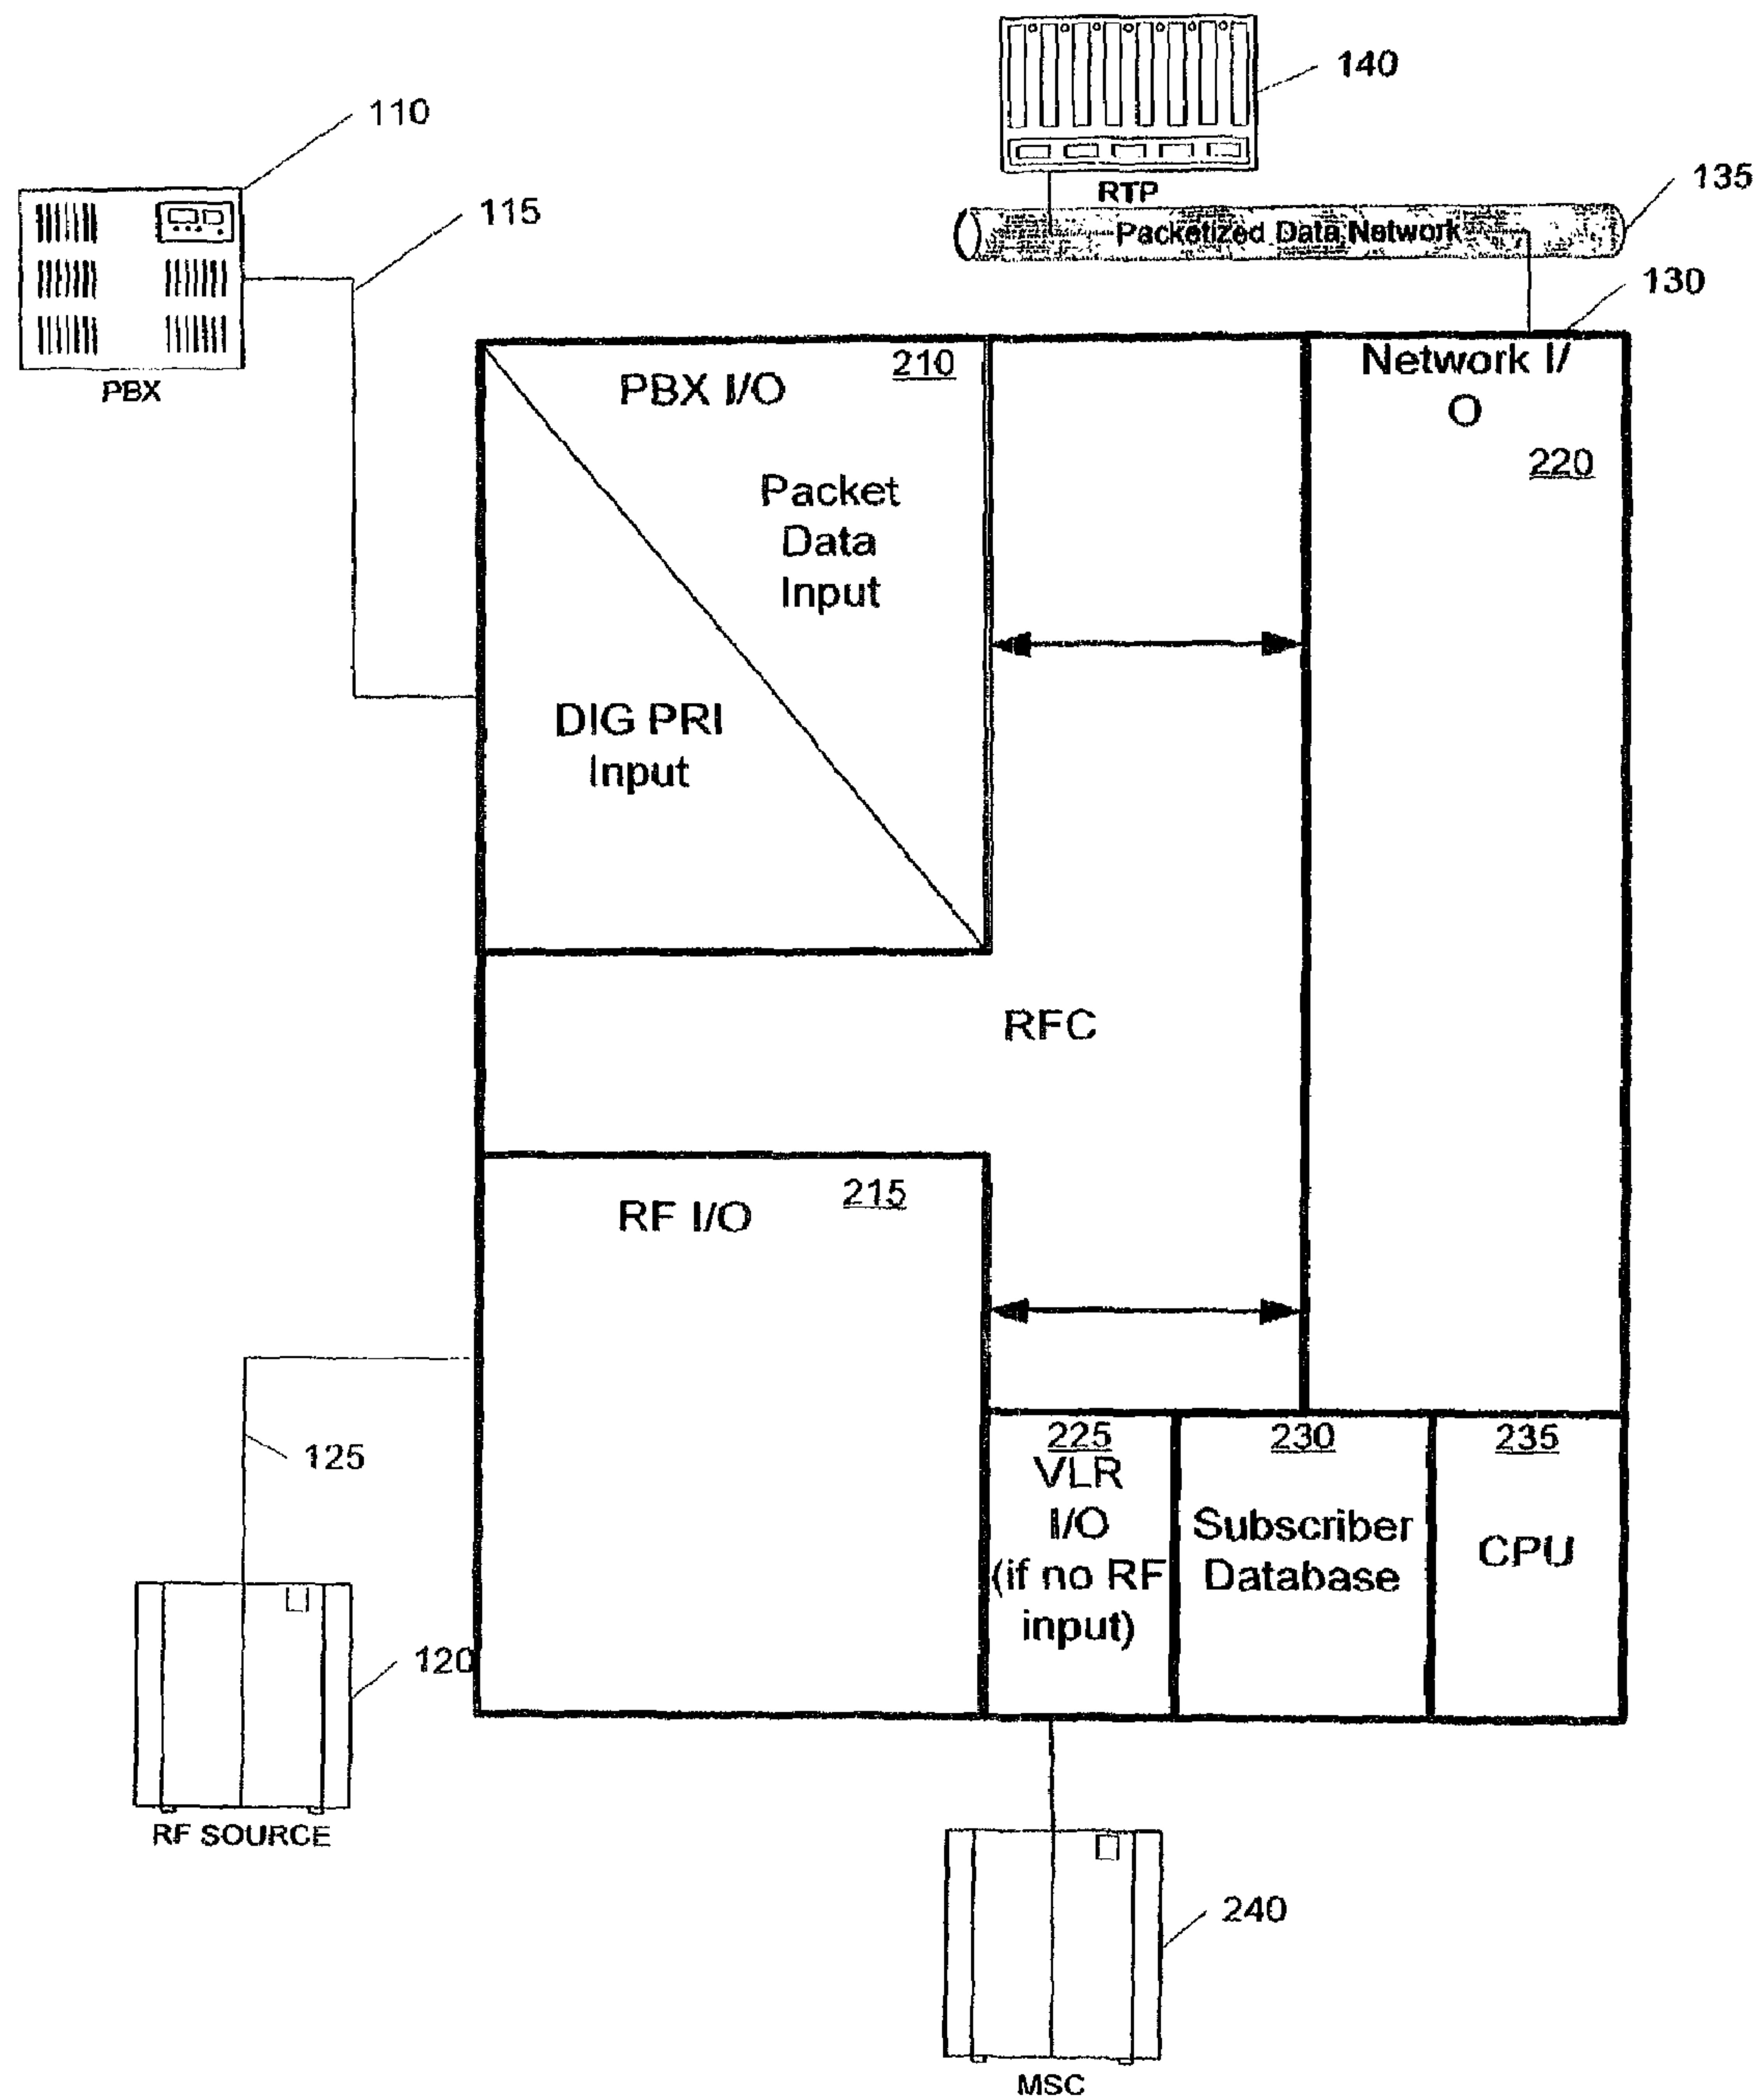 140
110
RTP
135
115
Packetized Data Network
130
PBX
210
PBX I/O
Network I/
O
220
Packet
Data
Input
DIG PRI
Input
RFC
215
RF I/O
125
225
VLR
I/O
(if no RF
input)
230
Subscriber
Database
235
CPU
120
RF SOURCE
240
MSC